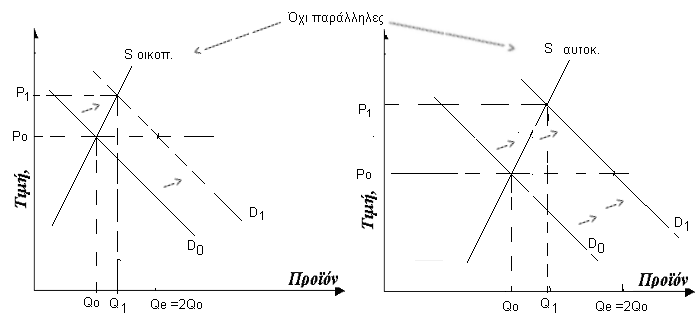 Όχι παράλληλες
S οικοπ.
P1
Po
Τιμή,
D1
D0
Προϊόν
Qo
Q1
Qe =2Qo
S αυτοκ.
P1
Po
Τιμή,
D1
D0
Προϊόν
Qo
Q1
Qe =2Qo